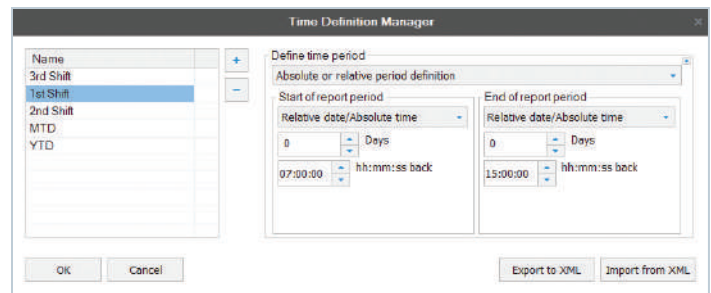 Time Definition Manager
Name
3rd Shift
1st Shift
2nd Shift
MTD
YTD
+
-
Define time period
Absolute or relative period definition
Start of report period
Relative date/Absolute time
0 Days
07:00:00 hh:mm:ss back
End of report period
Relative date/Absolute time
0 Days
15:00:00 hh:mm:ss back
OK
Cancel
Export to XML
Import from XML